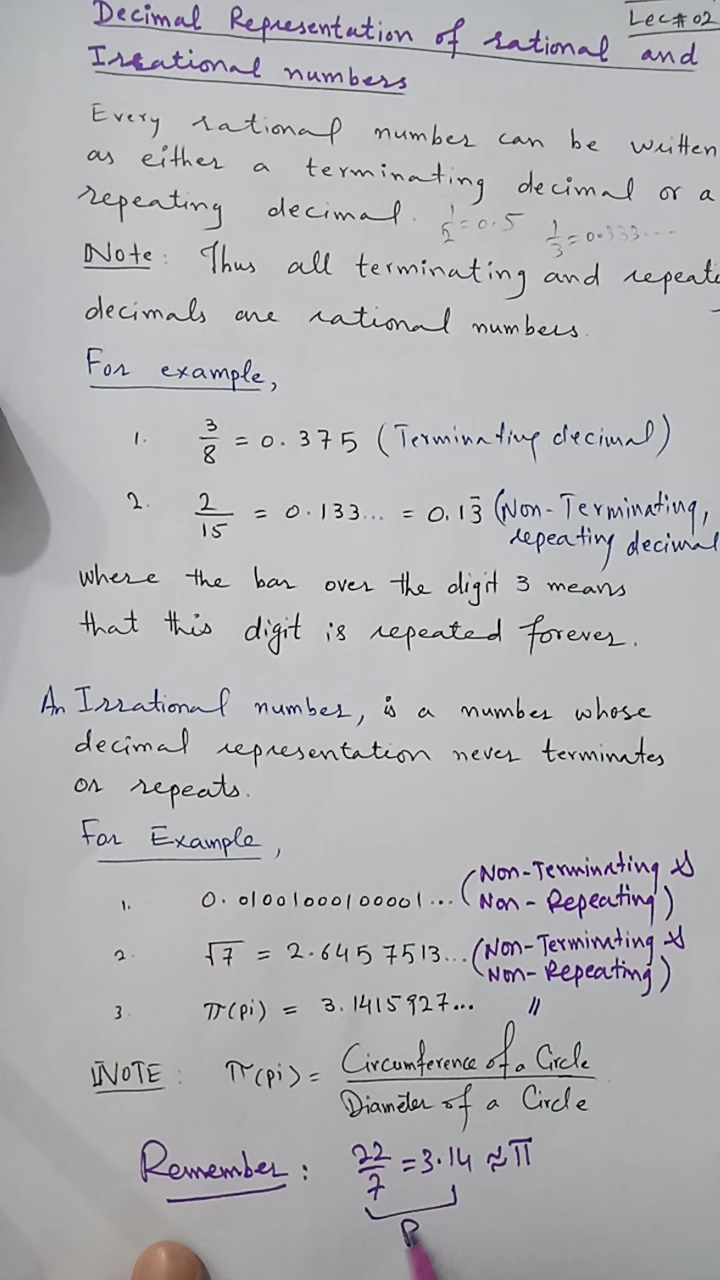 Lec#02
Decimal Representation of rational and
Irrational numbers
Every rational number can be written
as either a terminating decimal or a
repeating decimal. 1/2 = 0.5 1/3 = 0.333...
Note: Thus all terminating and repeat
decimals are rational numbers.
For example,
1. 3/8 = 0.375 (Terminating decimal)
2. 2/15 = 0.133... = 0.13̄ (Non-Terminating,
repeating decimal
where the bar over the digit 3 means
that this digit is repeated forever.
An Irrational number, is a number whose
decimal representation never terminates
or repeats.
For Example,
1. 0.01001000100001... (Non-Terminating &
Non-Repeating)
2. √7 = 2.6457513... (Non-Terminating &
Non-Repeating)
3. π(pi) = 3.1415927... //
NOTE: π(pi) = Circumference of a Circle
Diameter of a Circle
Remember: 22/7 = 3.14 ≈ π